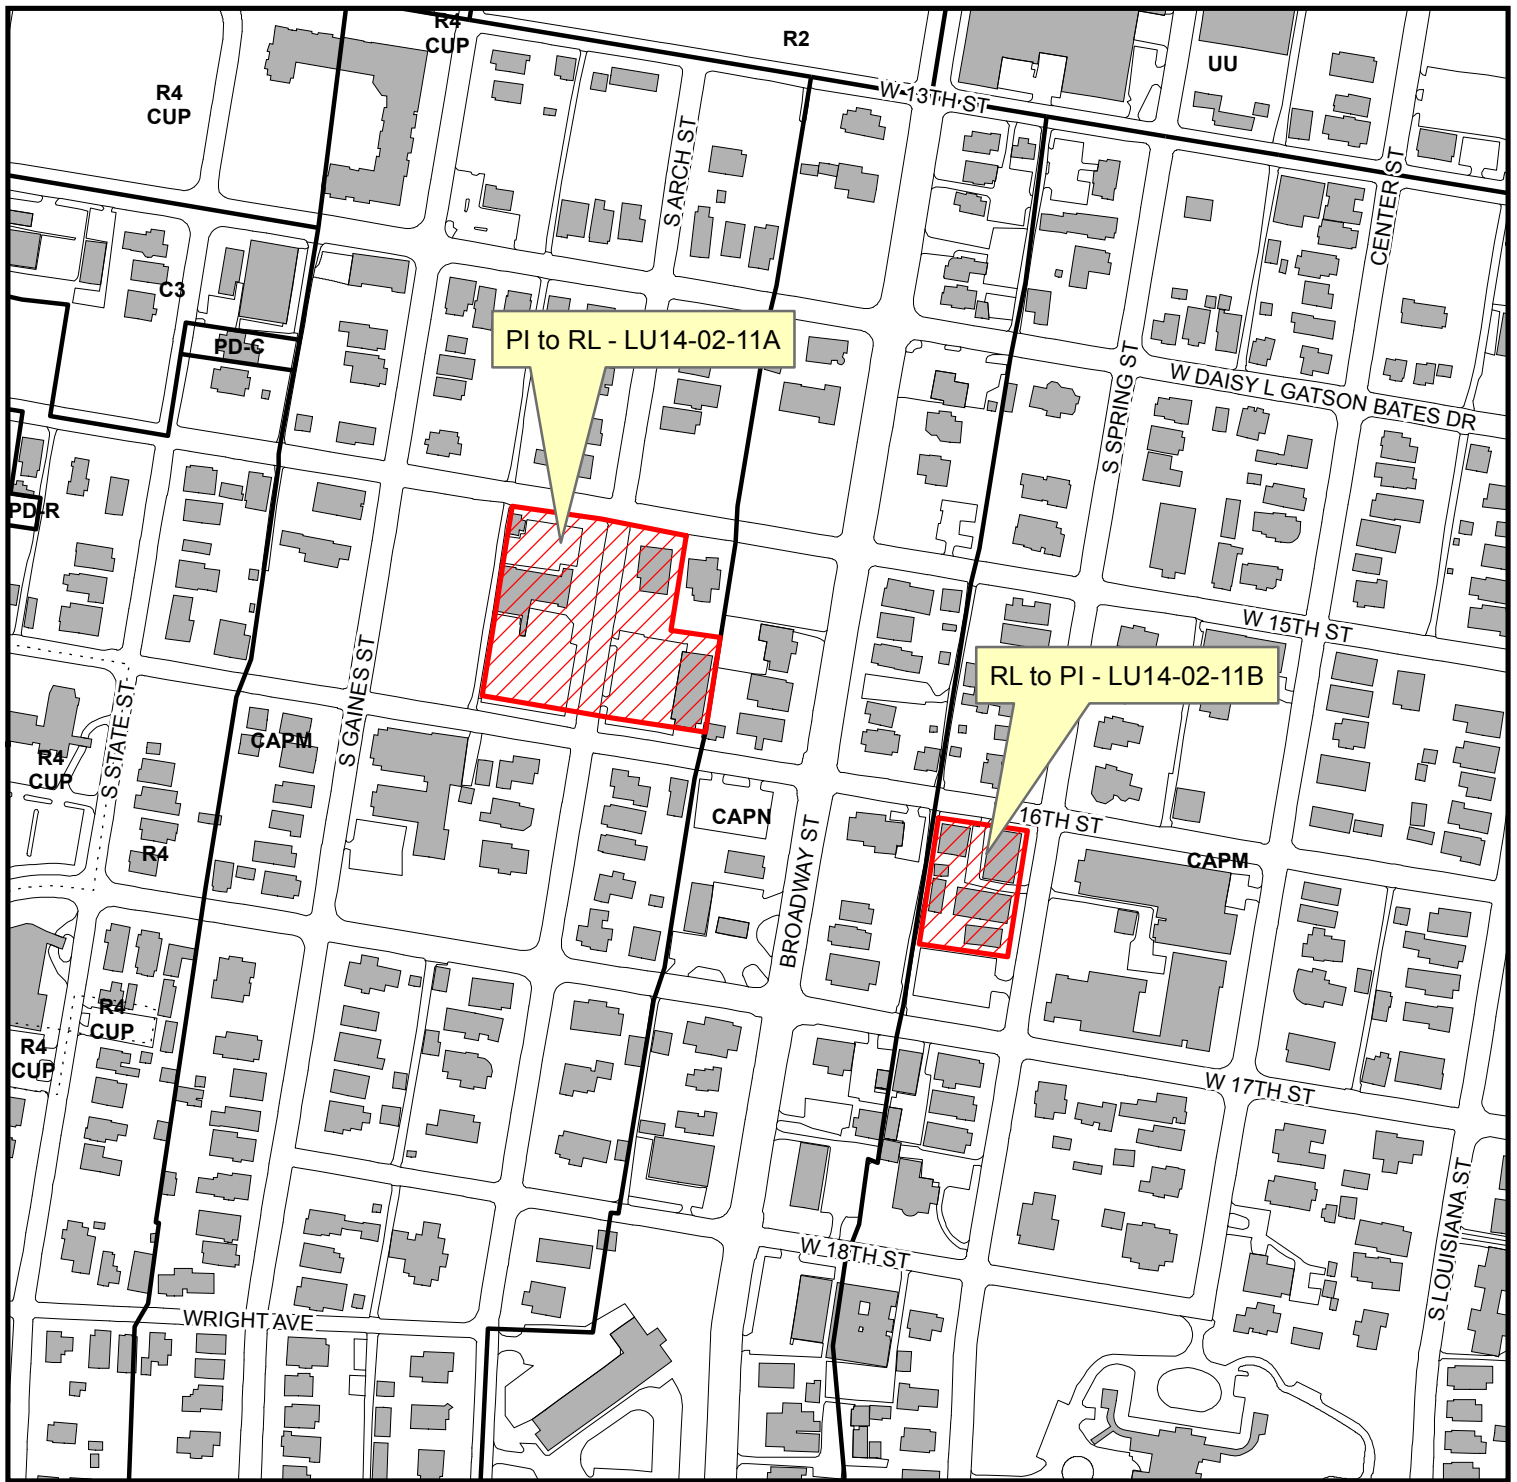 R4
CUP
R2
UU
R4
CUP
W 13TH ST
S ARCH ST
CENTER ST
C3
PD-C
PI to RL - LU14-02-11A
S SPRING ST
W DAISY L GATSON BATES DR
PD-R
W 15TH ST
S GAINES ST
RL to PI - LU14-02-11B
S STATE ST
CAPM
R4
CUP
CAPN
16TH ST
BROADWAY ST
R4
CAPM
R4
CUP
R4
CUP
W 17TH ST
S LOUISIANA ST
W 18TH ST
WRIGHT AVE